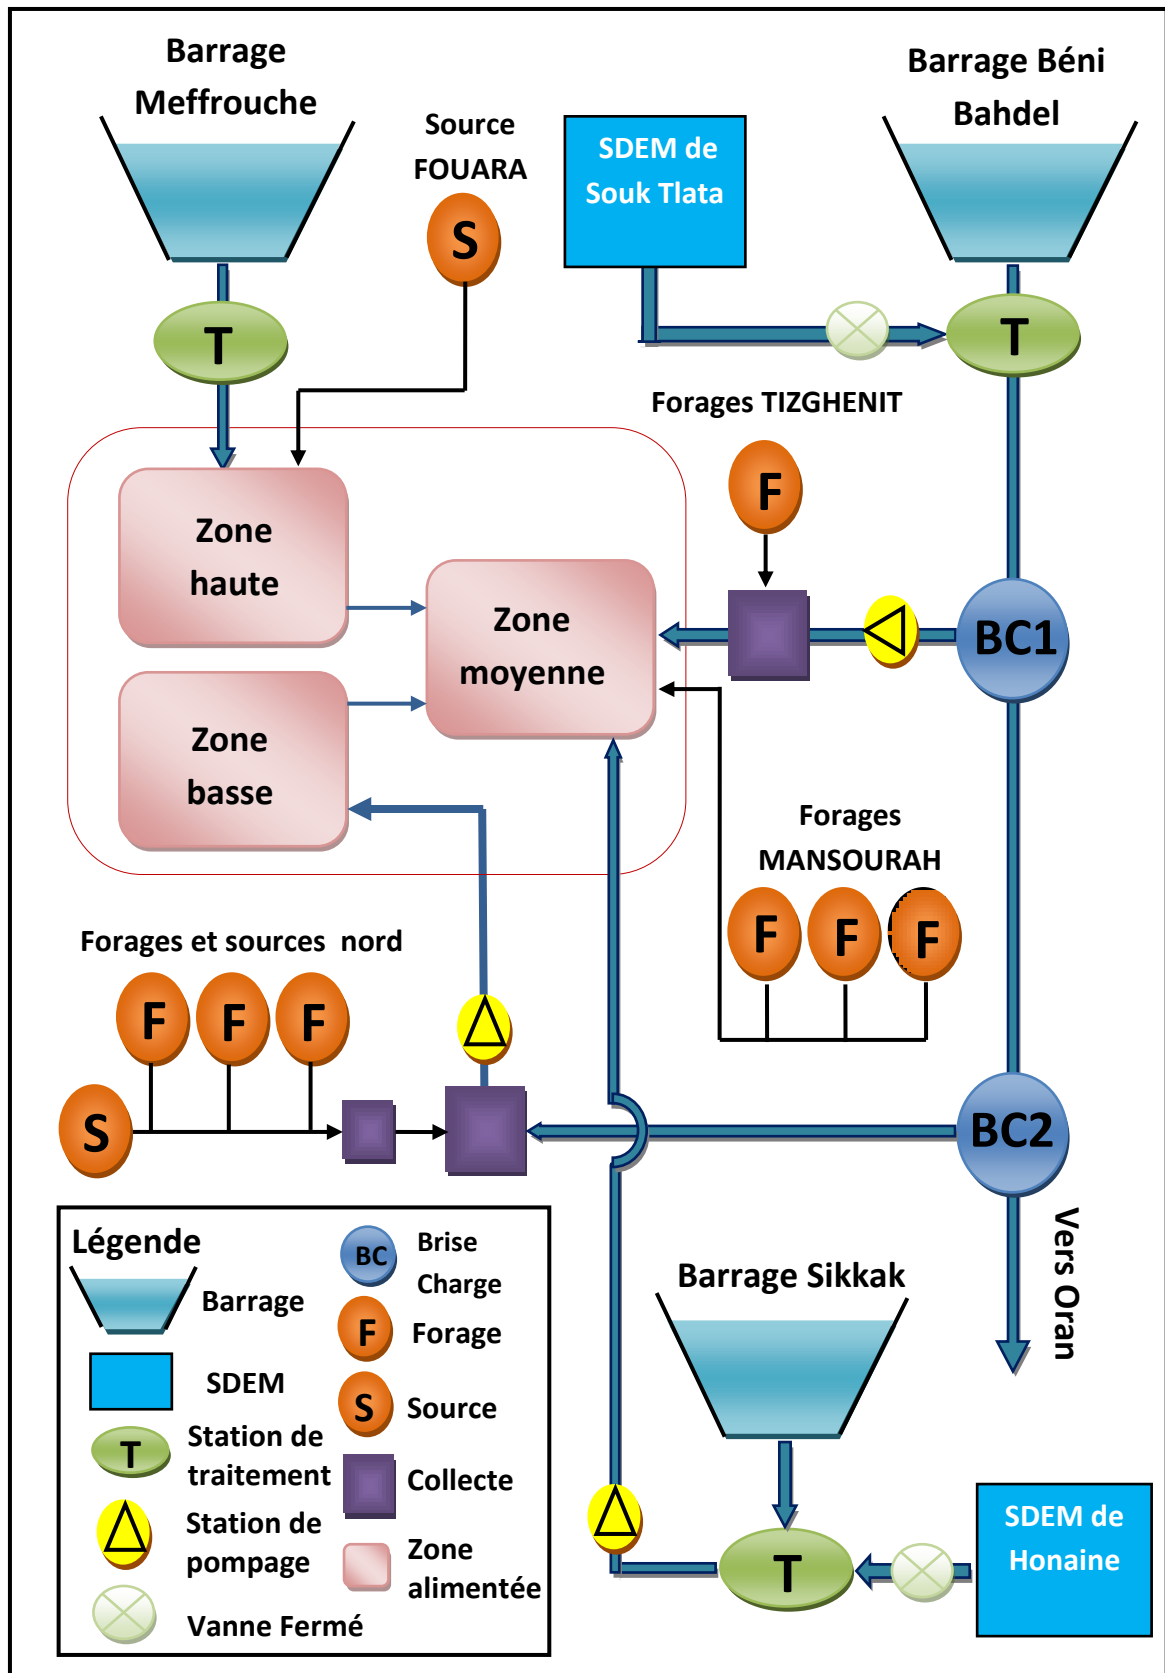 Barrage
Meffrouche
Source
FOUARA
S
SDEM de
Souk Tlata
Barrage Béni
Bahdel
T
T
Forages TIZGHENIT
F
Zone
haute
Zone
moyenne
Zone
basse
BC1
Forages
MANSOURAH
F F F
Forages et sources nord
F F F
S
BC2
Vers Oran
Barrage Sikkak
T
SDEM de
Honaine
Légende
Barrage
SDEM
T
Station de
traitement
Station de
pompage
Vanne Fermé
BC
Brise
Charge
F
Forage
S
Source
Collecte
Zone
alimentée